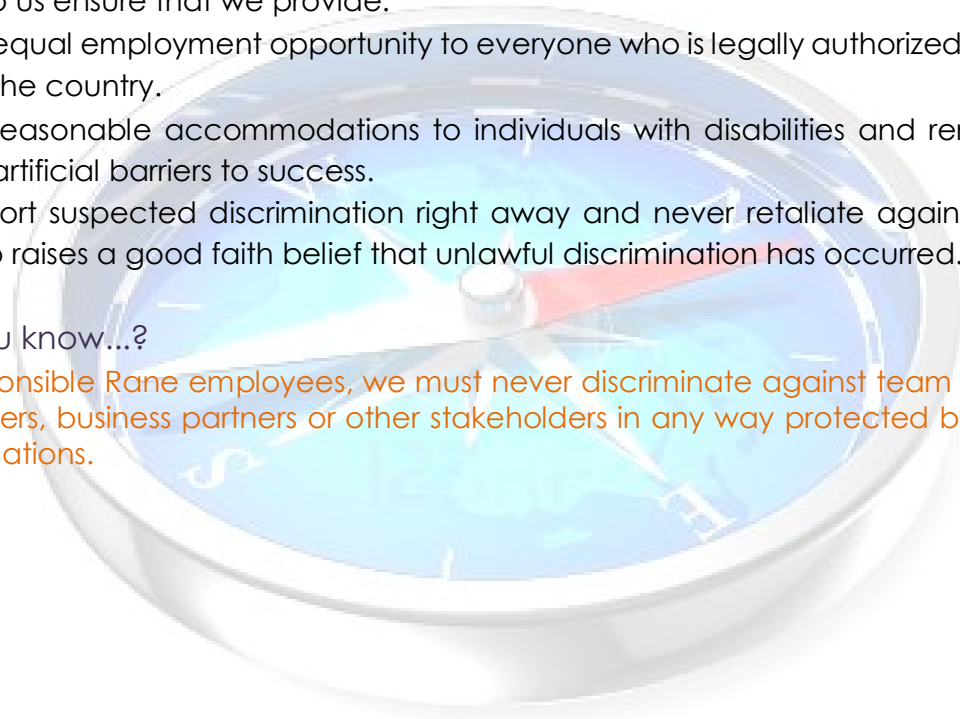 us ensure that we provide:
equal employment opportunity to everyone who is legally authorized
he country.
easonable accommodations to individuals with disabilities and re
artificial barriers to success.
ort suspected discrimination right away and never retaliate again
raises a good faith belief that unlawful discrimination has occurred.
u know...?
onsible Rane employees, we must never discriminate against team
ers, business partners or other stakeholders in any way protected b
ations.
S
E